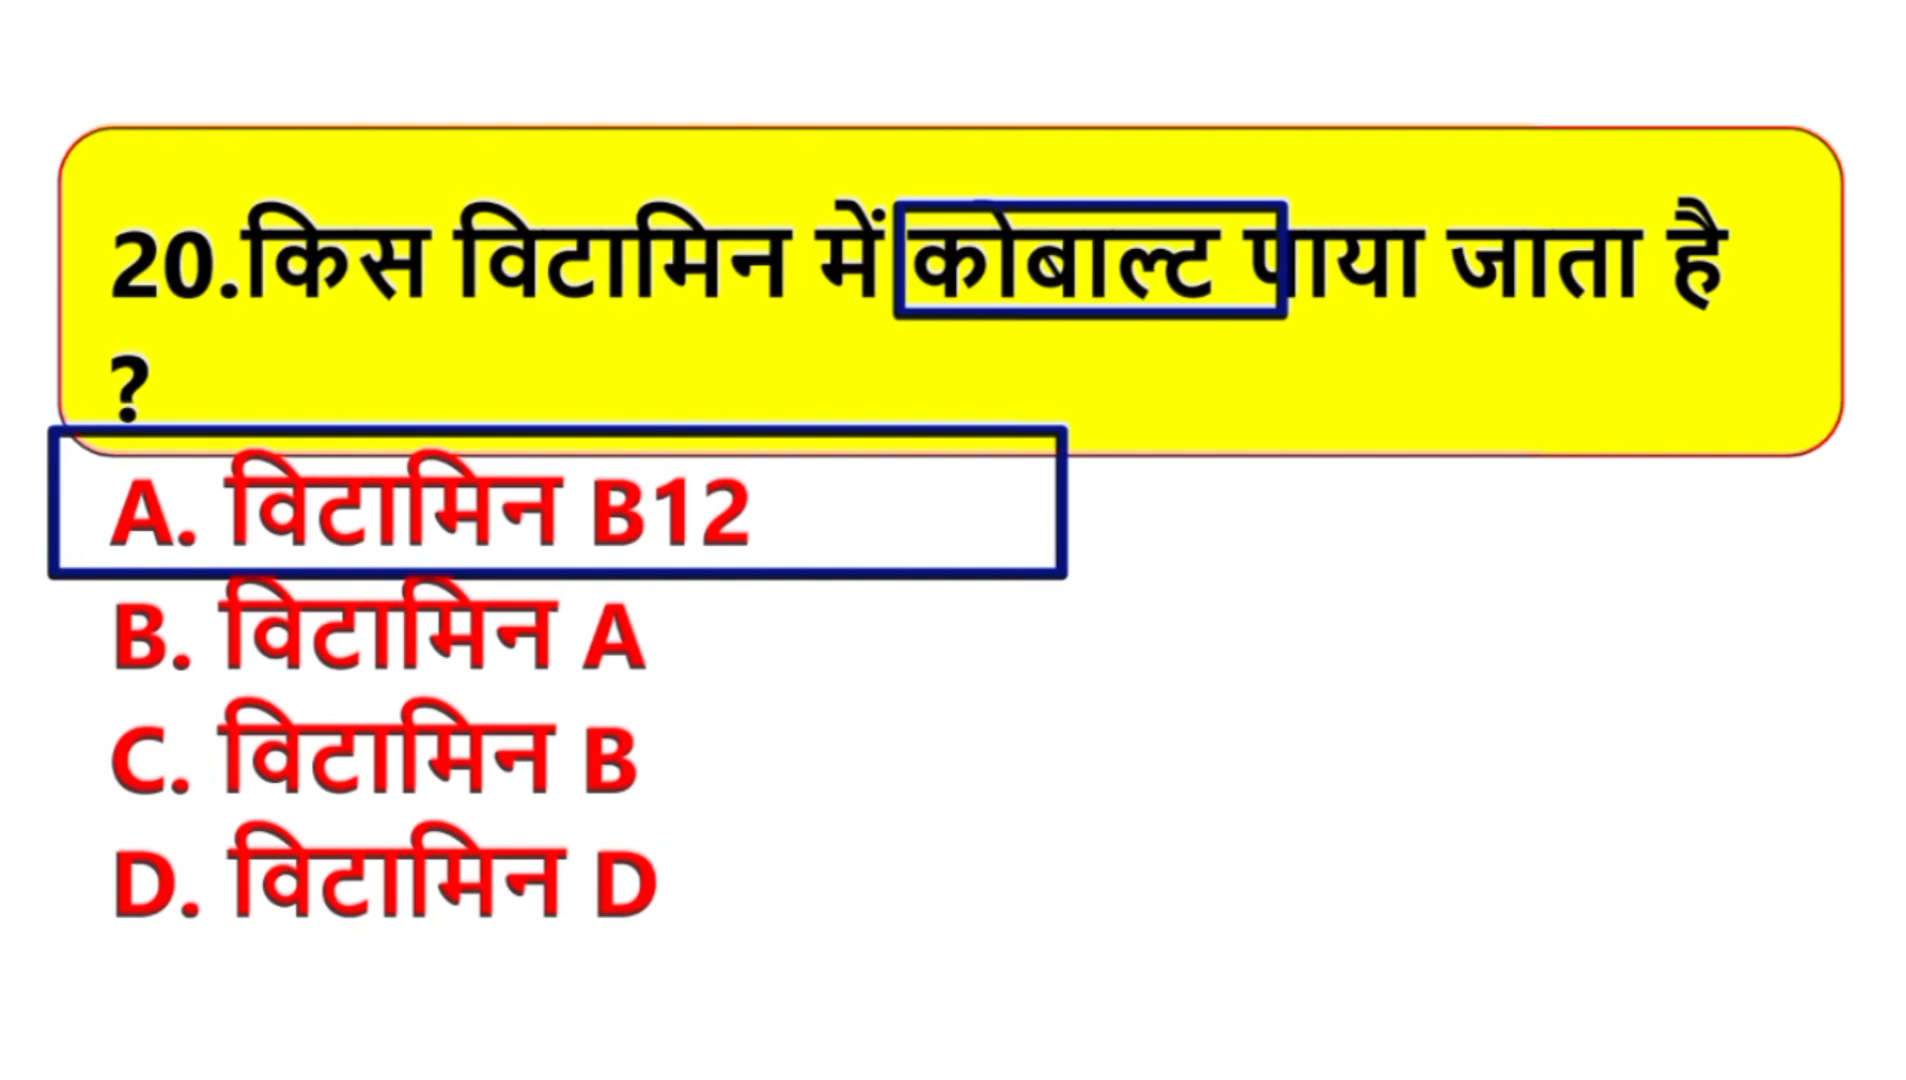 20.किस विटामिन में कोबाल्ट पाया जाता है
?
A. विटामिन B12
B. विटामिन A
C. विटामिन B
D. विटामिन D